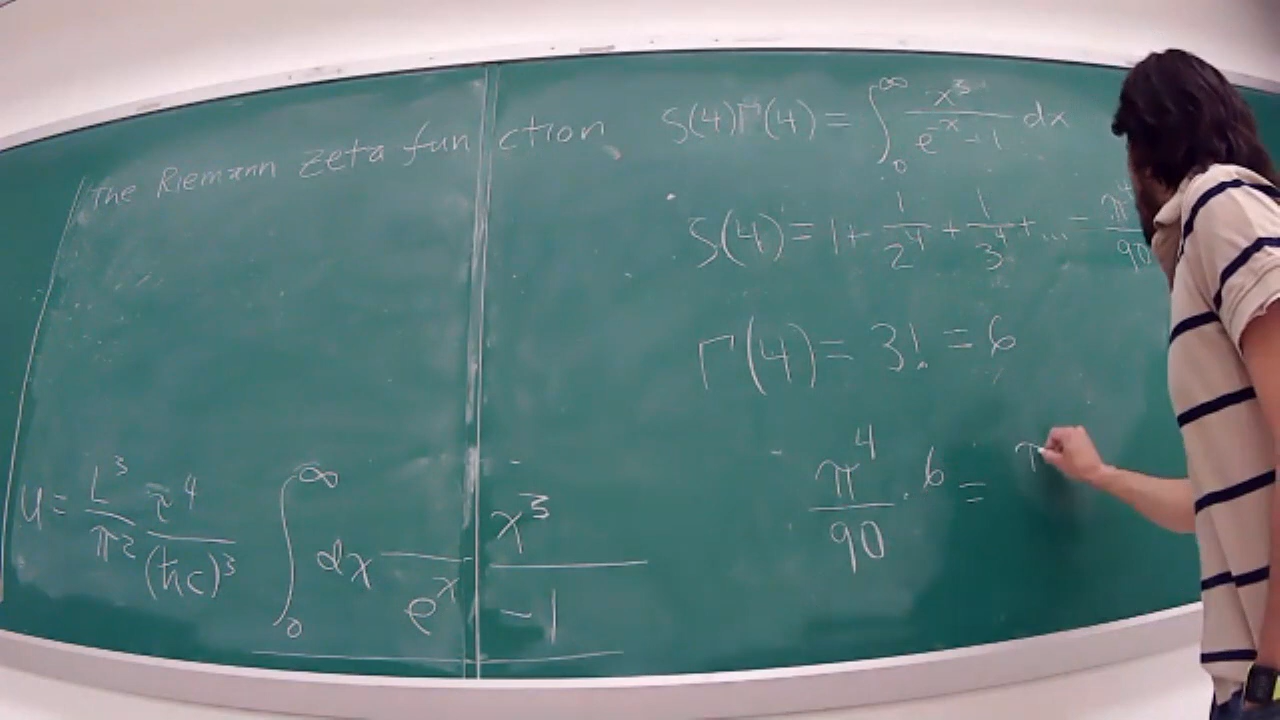 The Riemann zeta function
ζ(4)Γ(4) = ∫₀^∞ x³⁻¹/(e⁻ˣ - 1) dx
ζ(4) = 1 + 1/2⁴ + 1/3⁴ + ... = π⁴/90
Γ(4) = 3! = 6
π⁴/90 · 6 = π
U = L³/π² τ⁴/(ħc)³ ∫₀^∞ dx x³/(eˣ - 1)